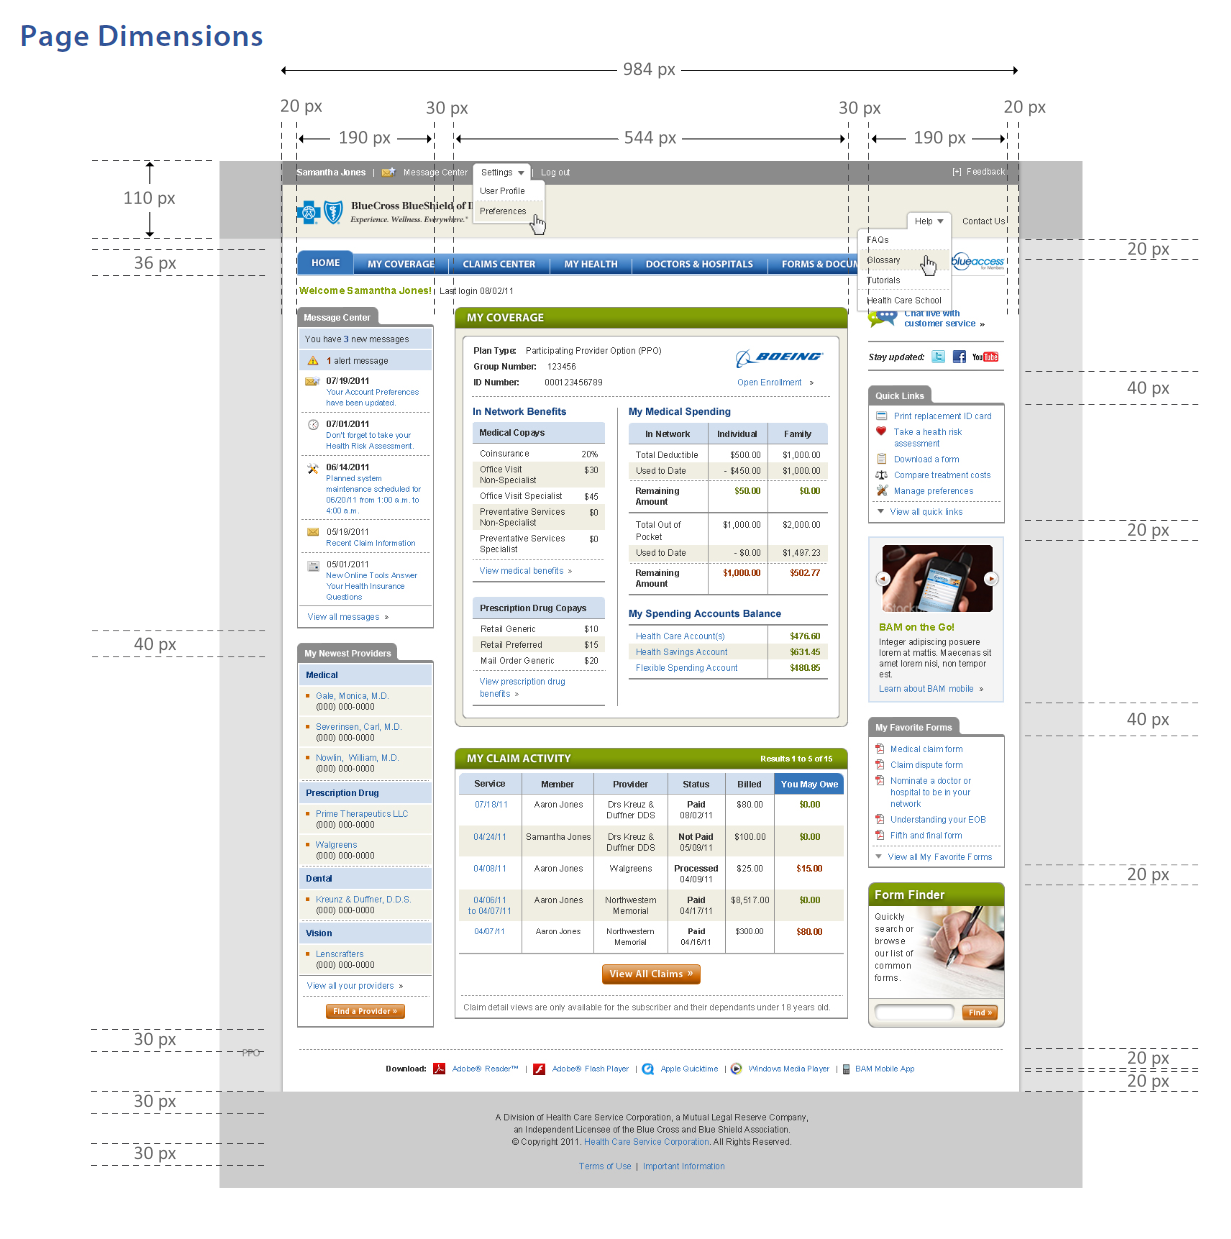 Page Dimensions
984 px
20 px
30 px
30 px
20 px
190 px
544 px
190 px
110 px
Samantha Jones | Message Center
Settings
| Log out
[+] Feedback
User Profile
Preferences
BlueCross BlueShield of I
Experience. Wellness. Everywhere.®
Help
Contact Us
FAQs
Glossary
Tutorials
Health Care School
20 px
36 px
HOME
MY COVERAGE
CLAIMS CENTER
MY HEALTH
DOCTORS & HOSPITALS
FORMS & DOCUM
blueaccess
for Members
Welcome Samantha Jones!
Last login 08/02/11
Message Center
You have 3 new messages
1 alert message
07/19/2011
Your Account Preferences
have been updated.
07/01/2011
Don't forget to take your
Health Risk Assessment.
06/14/2011
Planned system
maintenance scheduled for
06/20/11 from 1:00 a.m. to
4:00 a.m.
05/19/2011
Recent Claim Information
05/01/2011
New Online Tools Answer
Your Health Insurance
Questions
View all messages »
40 px
My Newest Providers
Medical
Gale, Monica, M.D.
(000) 000-0000
Severinsen, Carl, M.D.
(000) 000-0000
Nowlin, William, M.D.
(000) 000-0000
Prescription Drug
Prime Therapeutics LLC
(000) 000-0000
Walgreens
(000) 000-0000
Dental
Kreunz & Duffner, D.D.S.
(000) 000-0000
Vision
Lenscrafters
(000) 000-0000
View all your providers »
Find a Provider »
MY COVERAGE
Plan Type: Participating Provider Option (PPO)
Group Number: 123456
ID Number: 000123456789
BOEING
Open Enrollment »
In Network Benefits
Medical Copays
Coinsurance 20%
Office Visit $30
Non-Specialist
Office Visit Specialist $45
Preventative Services $0
Non-Specialist
Preventative Services $0
Specialist
View medical benefits »
Prescription Drug Copays
Retail Generic $10
Retail Preferred $15
Mail Order Generic $20
View prescription drug
benefits »
My Medical Spending
In Network Individual Family
Total Deductible $500.00 $1,000.00
Used to Date - $450.00 $1,000.00
Remaining $50.00 $0.00
Amount
Total Out of $1,000.00 $2,000.00
Pocket
Used to Date - $0.00 $1,497.23
Remaining $1,000.00 $502.77
Amount
My Spending Accounts Balance
Health Care Account(s) $476.60
Health Savings Account $631.45
Flexible Spending Account $480.85
MY CLAIM ACTIVITY
Results 1 to 5 of 15
Service Member Provider Status Billed You May Owe
07/18/11 Aaron Jones Drs Kreuz & Paid $80.00 $0.00
Duffner DDS 08/02/11
04/24/11 Samantha Jones Drs Kreuz & Not Paid $100.00 $0.00
Duffner DDS 05/09/11
04/08/11 Aaron Jones Walgreens Processed $25.00 $15.00
04/09/11
04/06/11 Aaron Jones Northwestern Paid $8,517.00 $0.00
to 04/07/11 Memorial 04/17/11
04/07/11 Aaron Jones Northwestern Paid $300.00 $80.00
Memorial 04/16/11
View All Claims »
Claim detail views are only available for the subscriber and their dependants under 18 years old.
Chat live with
customer service »
Stay updated:
You Tube
40 px
Quick Links
Print replacement ID card
Take a health risk
assessment
Download a form
Compare treatment costs
Manage preferences
View all quick links
20 px
BAM on the Go!
Integer adipiscing posuere
lorem at mattis. Maecenas sit
amet lorem nisi, non tempor
est.
Learn about BAM mobile »
40 px
My Favorite Forms
Medical claim form
Claim dispute form
Nominate a doctor or
hospital to be in your
network
Understanding your EOB
Fifth and final form
View all My Favorite Forms
20 px
Form Finder
Quickly
search or
browse
our list of
common
forms.
Find »
30 px
PPO
20 px
20 px
Download: Adobe® Reader™ | Adobe® Flash Player | Apple Quicktime | Windows Media Player | BAM Mobile App
30 px
A Division of Health Care Service Corporation, a Mutual Legal Reserve Company,
an Independent Licensee of the Blue Cross and Blue Shield Association.
© Copyright 2011. Health Care Service Corporation. All Rights Reserved.
30 px
Terms of Use | Important Information